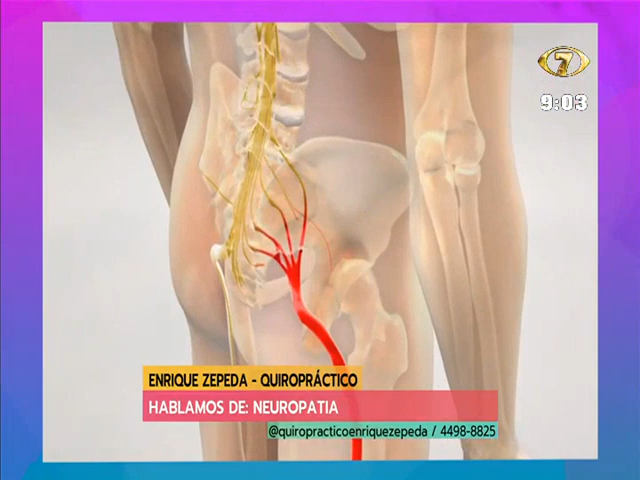 7
9:03
ENRIQUE ZEPEDA - QUIROPRÁCTICO
HABLAMOS DE: NEUROPATIA
@quiropracticoenriquezepeda / 4498-8825